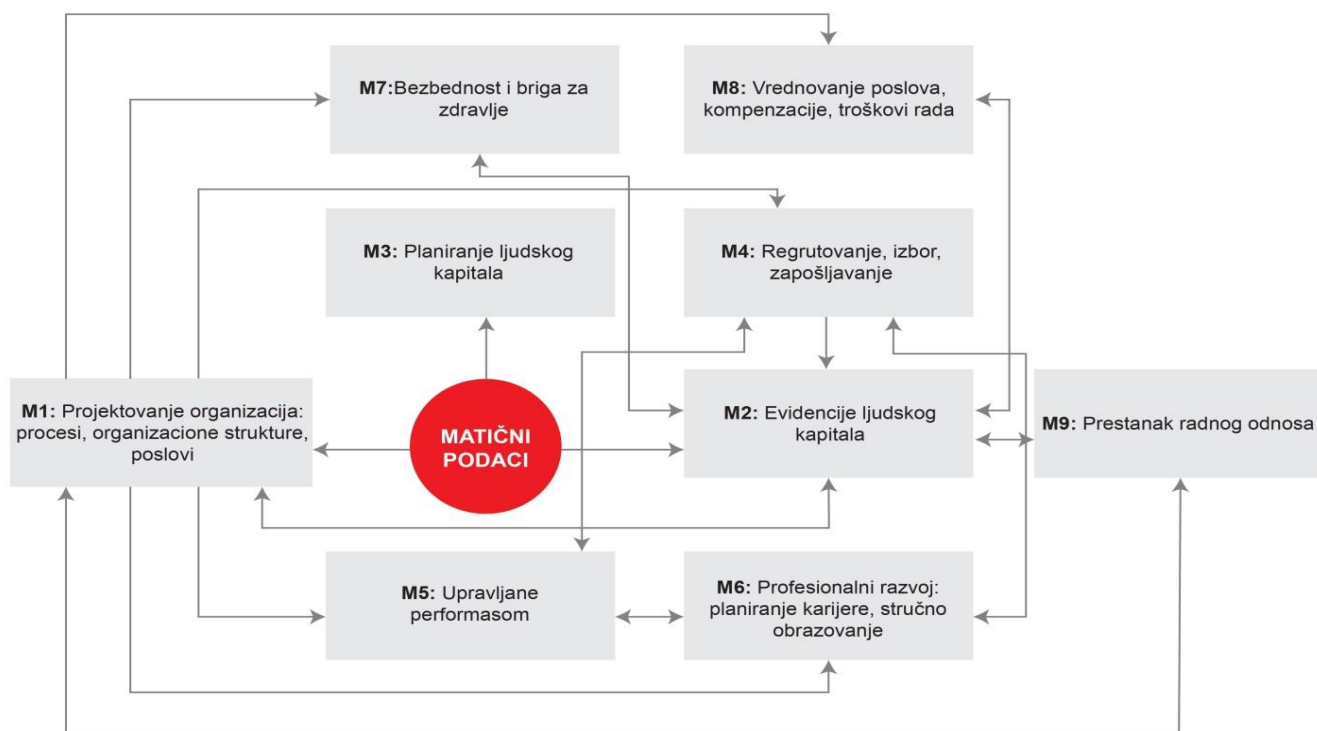 M7:Bezbednost i briga za
zdravlje
M8: Vrednovanje poslova,
kompenzacije, troškovi rada
M3: Planiranje ljudskog
kapitala
M4: Regrutovanje, izbor,
zapošljavanje
M1: Projektovanje organizacija:
procesi, organizacione strukture,
poslovi
MATIČNI
PODACI
M2: Evidencije ljudskog
kapitala
M9: Prestanak radnog odnosa
M5: Upravljane
performasom
M6: Profesionalni razvoj:
planiranje karijere, stručno
obrazovanje